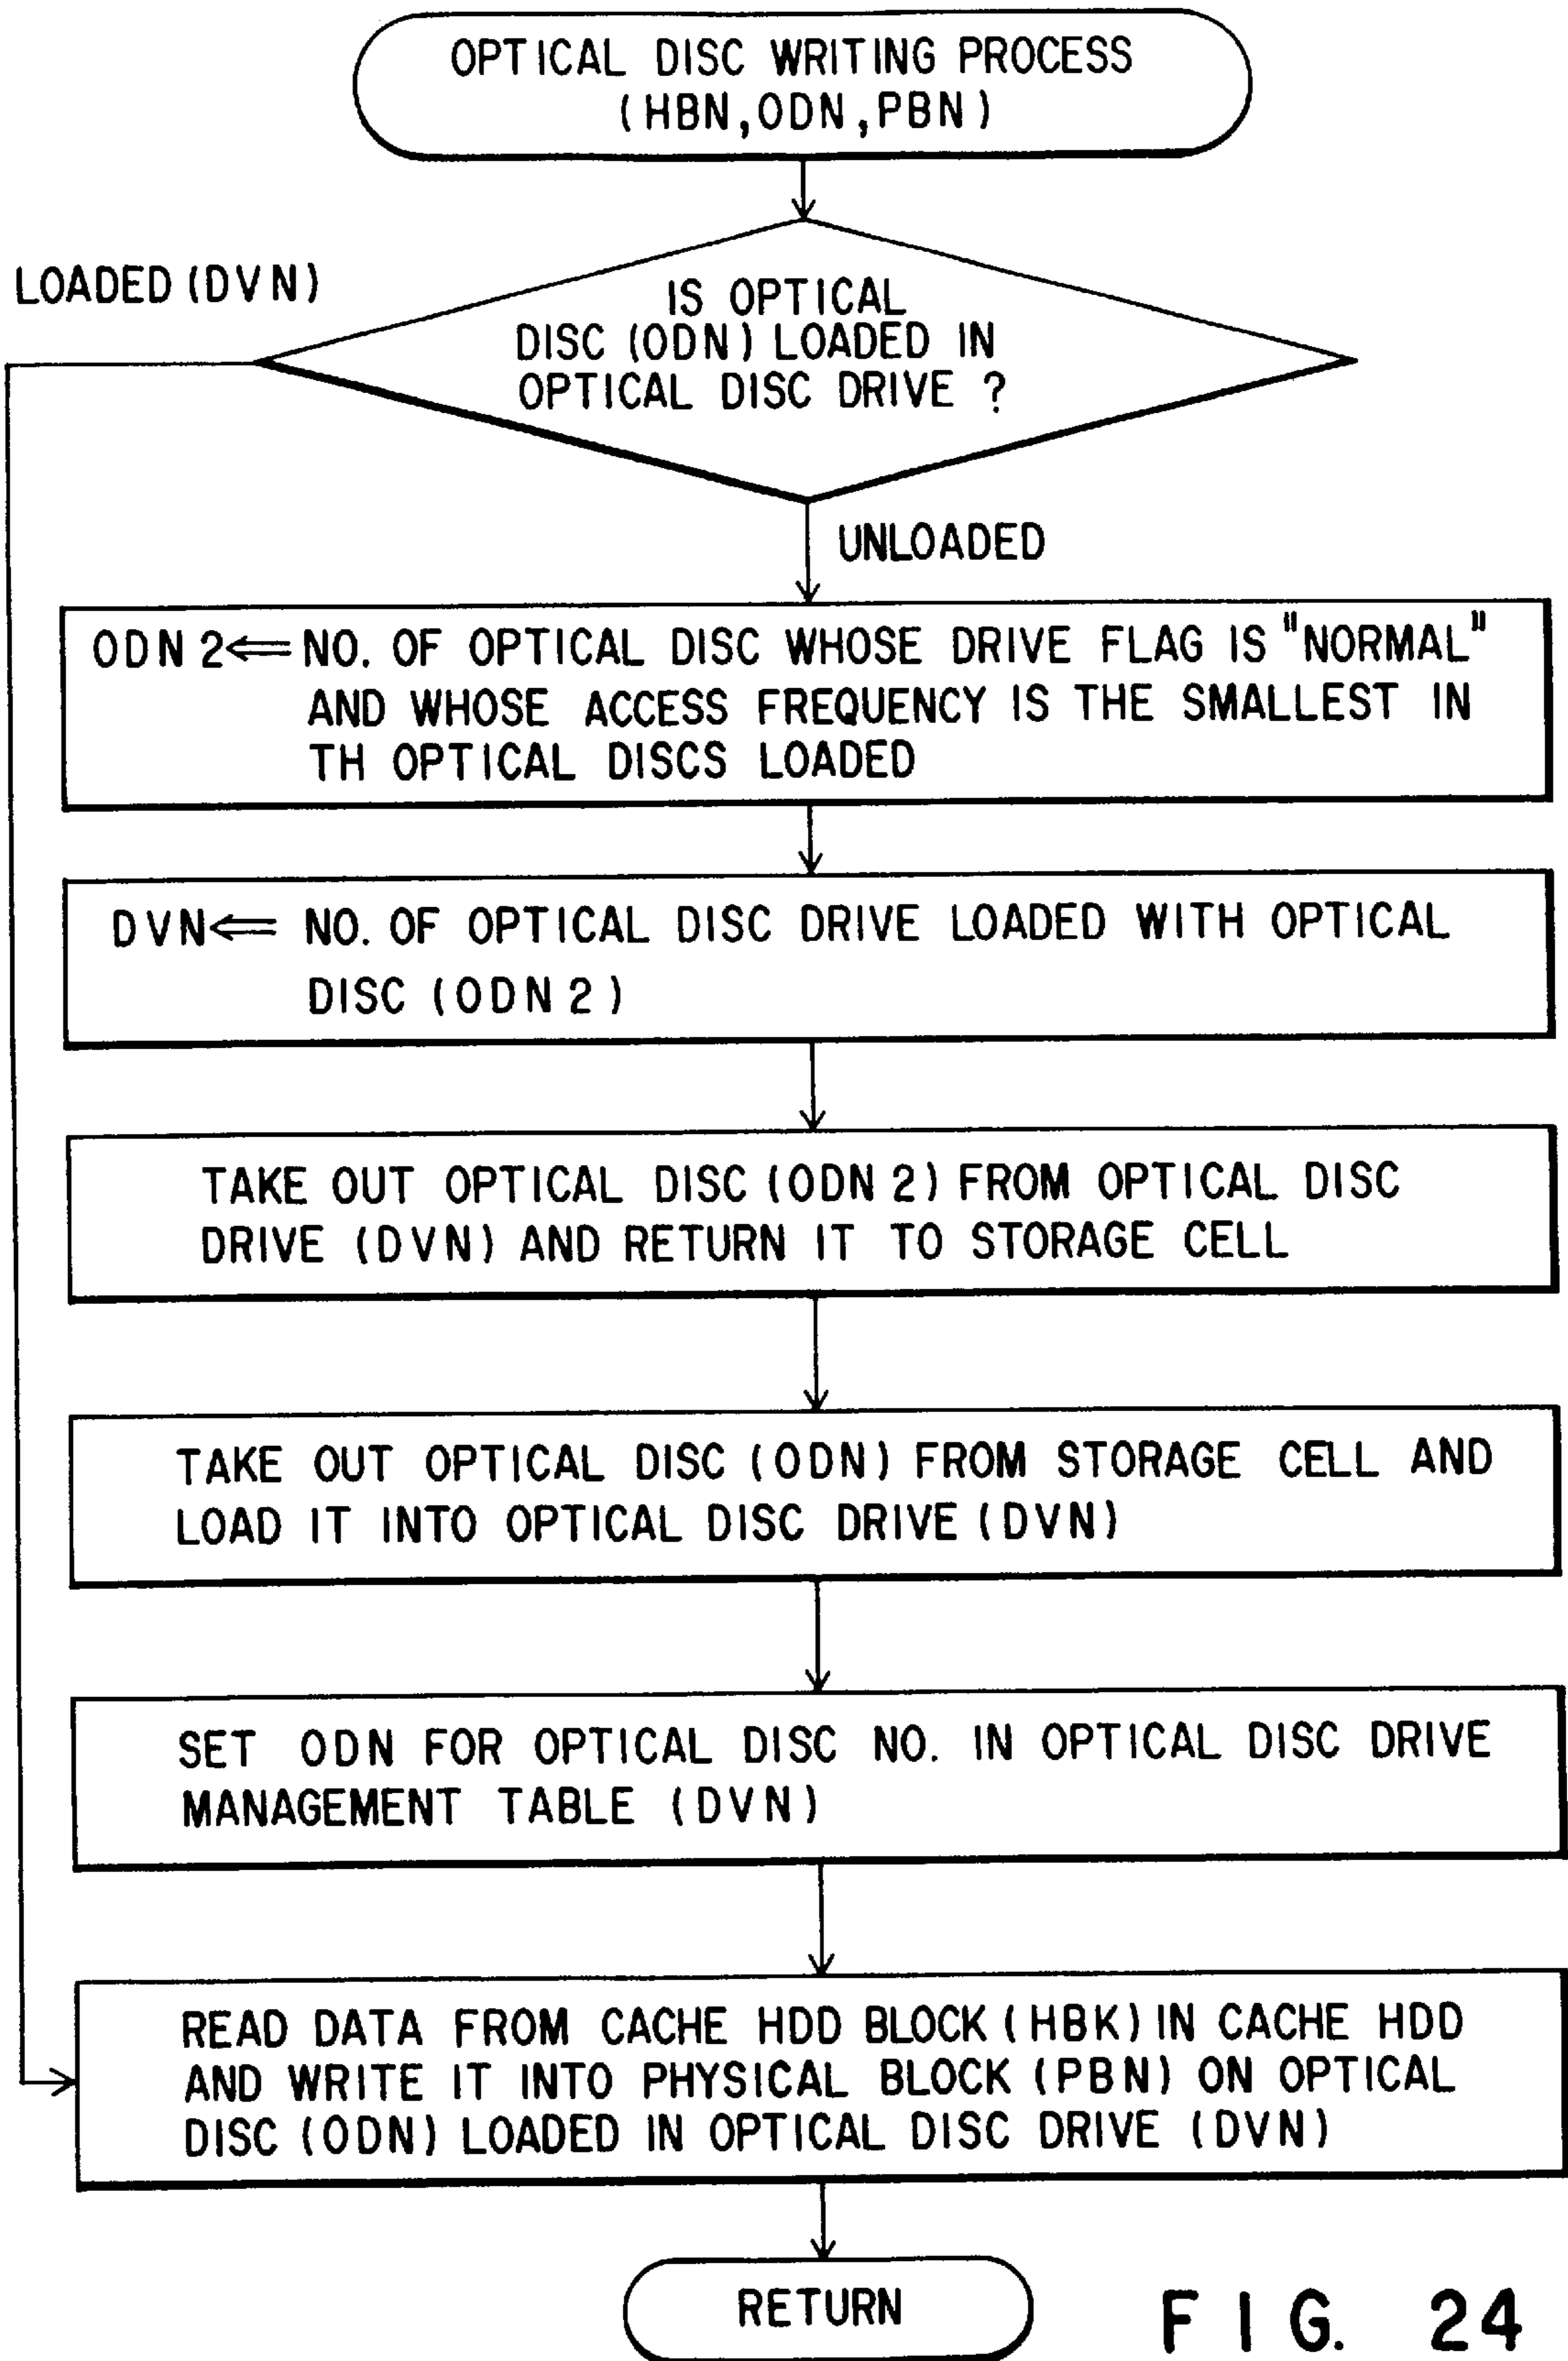 OPTICAL DISC WRITING PROCESS
(HBN,ODN,PBN)
LOADED (DVN)
IS OPTICAL
DISC (ODN) LOADED IN
OPTICAL DISC DRIVE ?
UNLOADED
ODN2⇐NO. OF OPTICAL DISC WHOSE DRIVE FLAG IS "NORMAL"
AND WHOSE ACCESS FREQUENCY IS THE SMALLEST IN
TH OPTICAL DISCS LOADED
DVN⇐ NO. OF OPTICAL DISC DRIVE LOADED WITH OPTICAL
DISC (ODN2)
TAKE OUT OPTICAL DISC (ODN2) FROM OPTICAL DISC
DRIVE (DVN) AND RETURN IT TO STORAGE CELL
TAKE OUT OPTICAL DISC (ODN) FROM STORAGE CELL AND
LOAD IT INTO OPTICAL DISC DRIVE (DVN)
SET ODN FOR OPTICAL DISC NO. IN OPTICAL DISC DRIVE
MANAGEMENT TABLE (DVN)
READ DATA FROM CACHE HDD BLOCK (HBK) IN CACHE HDD
AND WRITE IT INTO PHYSICAL BLOCK (PBN) ON OPTICAL
DISC (ODN) LOADED IN OPTICAL DISC DRIVE (DVN)
RETURN
FIG. 24